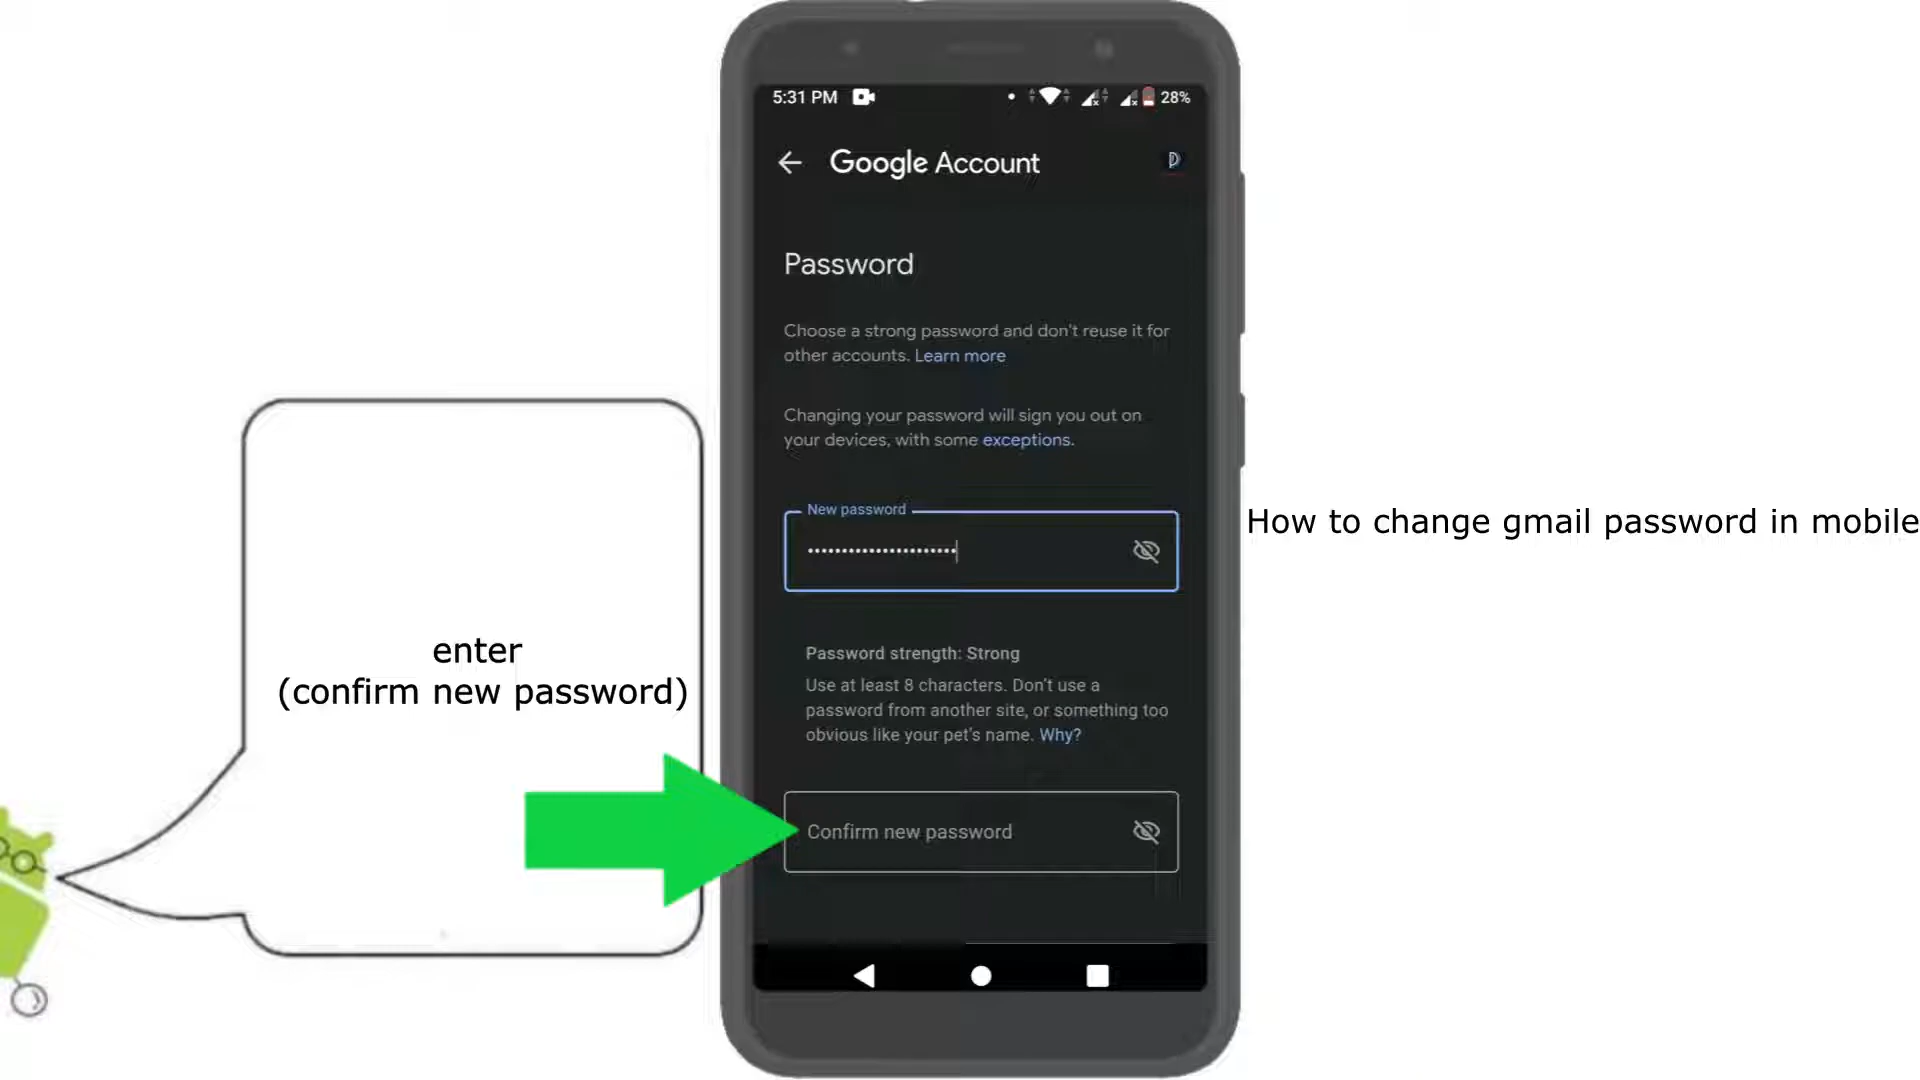 5:31 PM 28%
Google Account
Password
Choose a strong password and don't reuse it for
other accounts. Learn more
Changing your password will sign you out on
your devices, with some exceptions.
New password
Password strength: Strong
Use at least 8 characters. Don't use a
password from another site, or something too
obvious like your pet's name. Why?
Confirm new password
enter
(confirm new password)
How to change gmail password in mobile